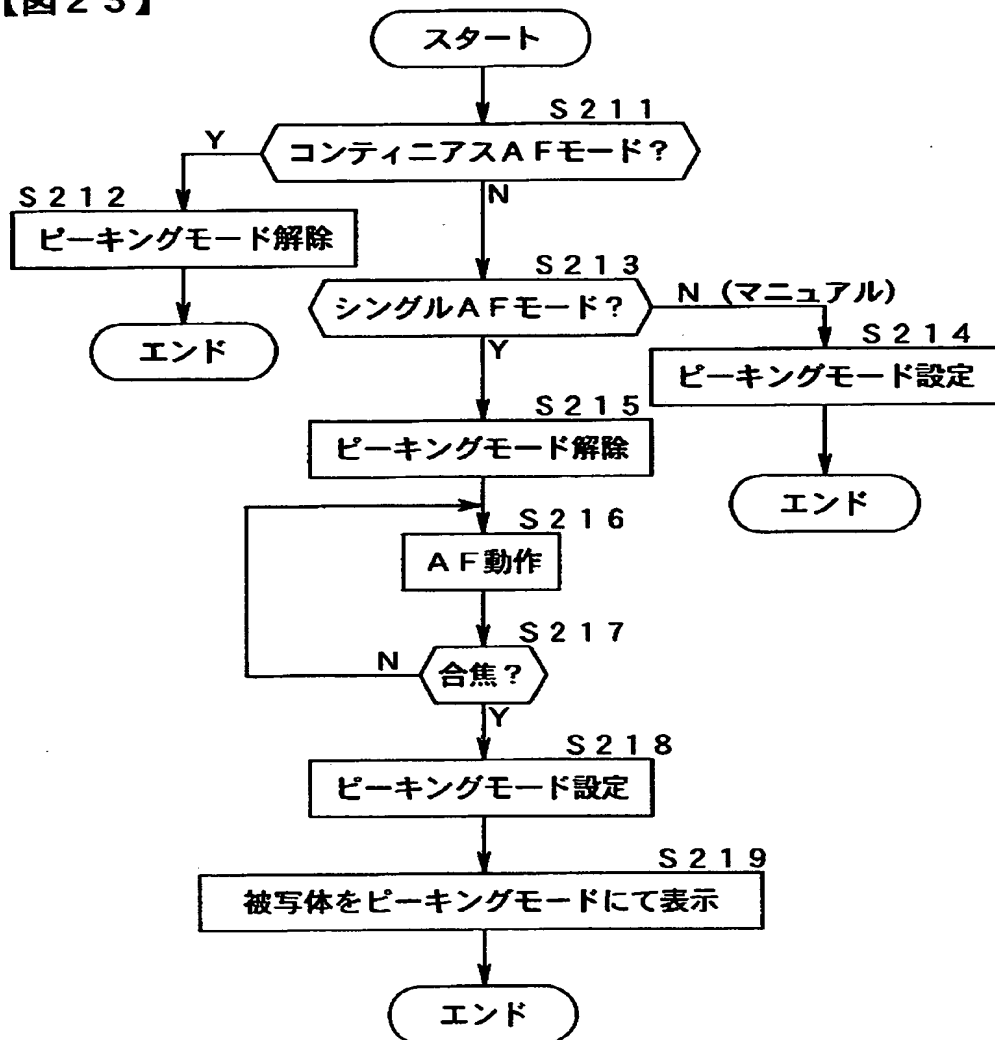 【図23】
スタート
S211
コンティニアスAFモード？
Y
N
S212
ピーキングモード解除
エンド
S213
シングルAFモード？
N（マニュアル）
Y
S214
ピーキングモード設定
エンド
S215
ピーキングモード解除
S216
AF動作
S217
合焦？
N
Y
S218
ピーキングモード設定
S219
被写体をピーキングモードにて表示
エンド